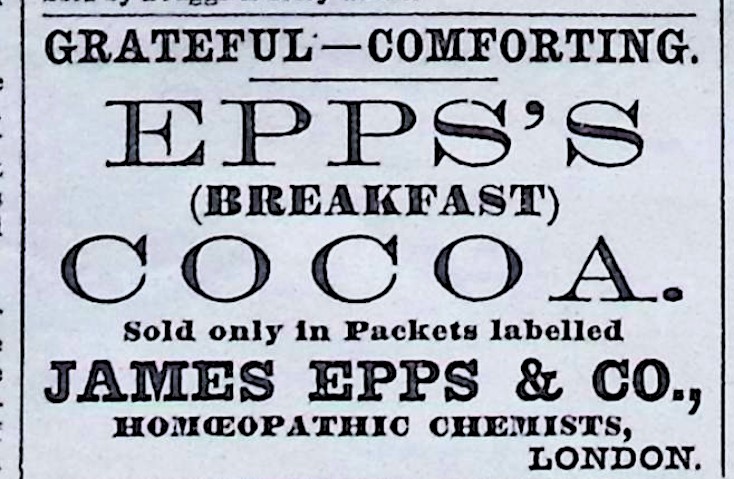 GRATEFUL—COMFORTING.
EPPS'S
(BREAKFAST)
COCOA.
Sold only in Packets labelled
JAMES EPPS & CO.,
HOMŒOPATHIC CHEMISTS,
LONDON.